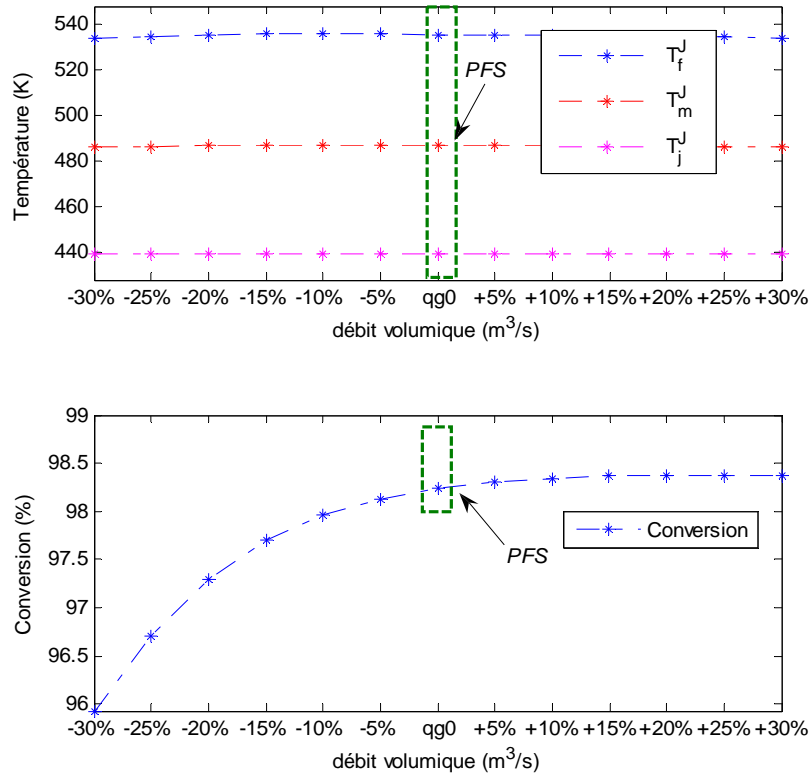 540
520
500
480
460
440
Température (K)
PFS
T_f^J
T_m^J
T_j^J
-30% -25% -20% -15% -10% -5% qg0 +5% +10% +15% +20% +25% +30%
débit volumique (m^3/s)
99
98.5
98
97.5
97
96.5
96
Conversion (%)
PFS
Conversion
-30% -25% -20% -15% -10% -5% qg0 +5% +10% +15% +20% +25% +30%
débit volumique (m^3/s)